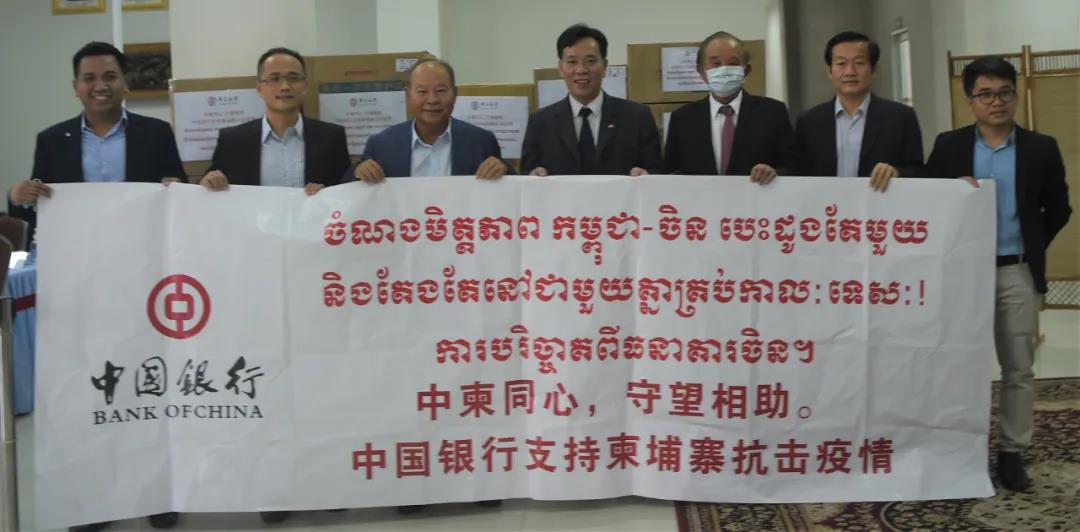 ចំណងមិត្តភាព កម្ពុជា-ចិន បេះដូងតែមួយ
និងតែងតែនៅជាមួយគ្នាគ្រប់កាលៈទេសៈ!
ការបរិច្ចាគពីធនាគារចិន។
中国银行
BANK OF CHINA
中柬同心，守望相助。
中国银行支持柬埔寨抗击疫情